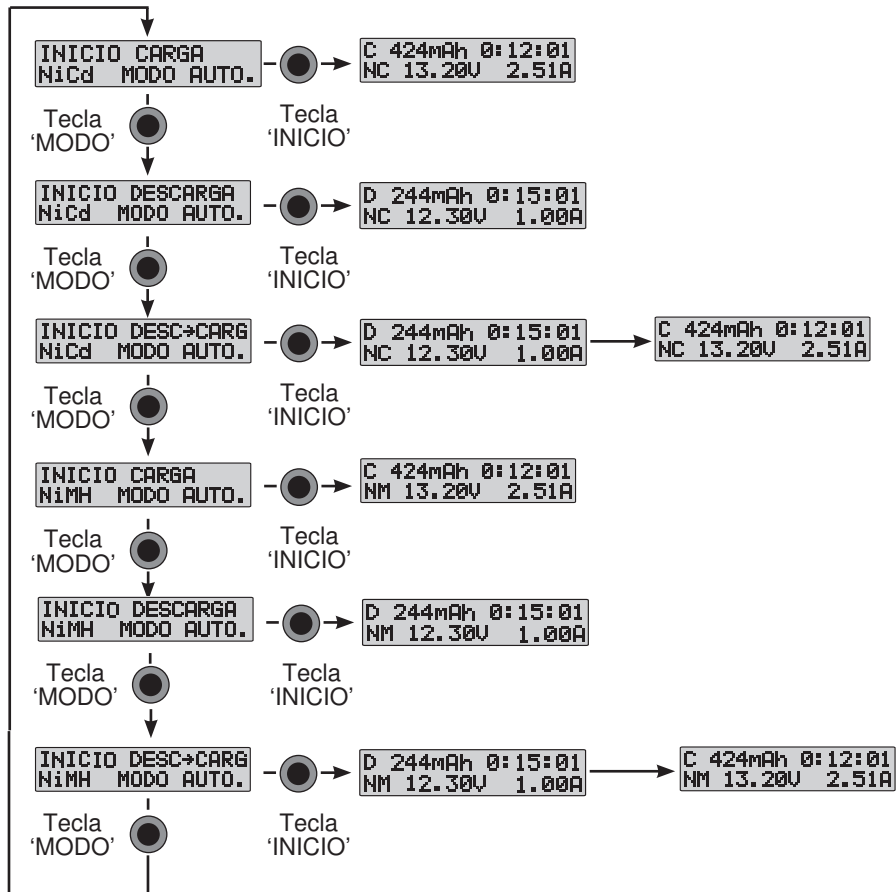 INICIO CARGA
NiCd MODO AUTO.
C 424mAh 0:12:01
NC 13.20V 2.51A
Tecla
‘MODO’
Tecla
‘INICIO’
INICIO DESCARGA
NiCd MODO AUTO.
D 244mAh 0:15:01
NC 12.30V 1.00A
Tecla
‘MODO’
Tecla
‘INICIO’
INICIO DESC→CARG
NiCd MODO AUTO.
D 244mAh 0:15:01
NC 12.30V 1.00A
C 424mAh 0:12:01
NC 13.20V 2.51A
Tecla
‘MODO’
Tecla
‘INICIO’
INICIO CARGA
NiMH MODO AUTO.
C 424mAh 0:12:01
NM 13.20V 2.51A
Tecla
‘MODO’
Tecla
‘INICIO’
INICIO DESCARGA
NiMH MODO AUTO.
D 244mAh 0:15:01
NM 12.30V 1.00A
Tecla
‘MODO’
Tecla
‘INICIO’
INICIO DESC→CARG
NiMH MODO AUTO.
D 244mAh 0:15:01
NM 12.30V 1.00A
C 424mAh 0:12:01
NM 13.20V 2.51A
Tecla
‘MODO’
Tecla
‘INICIO’